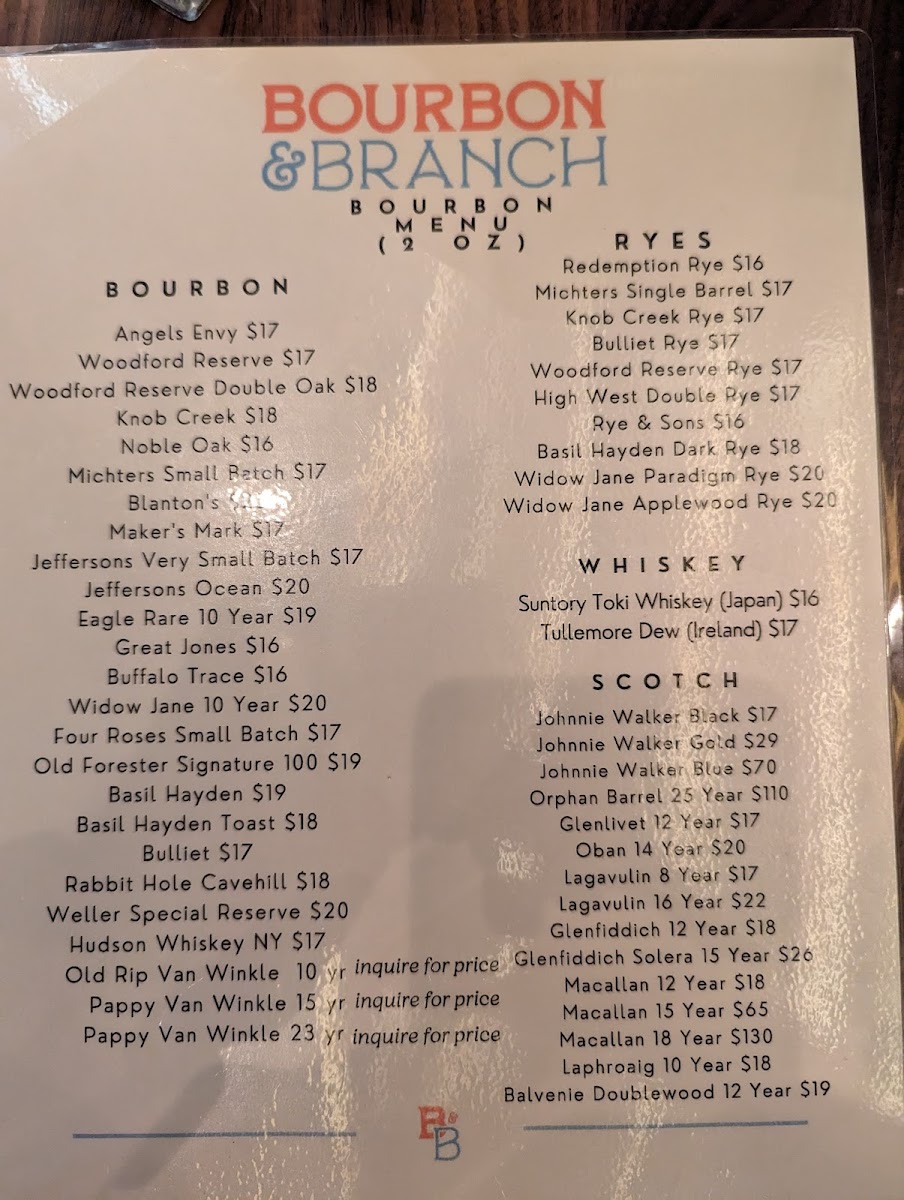 BOURBON
&BRANCH
BOURBON
MENU
(2 OZ)
BOURBON
Angels Envy $17
Woodford Reserve $17
Woodford Reserve Double Oak $18
Knob Creek $18
Noble Oak $16
Michters Small Batch $17
Blanton's
Maker's Mark $17
Jeffersons Very Small Batch $17
Jeffersons Ocean $20
Eagle Rare 10 Year $19
Great Jones $16
Buffalo Trace $16
Widow Jane 10 Year $20
Four Roses Small Batch $17
Old Forester Signature 100 $19
Basil Hayden $19
Basil Hayden Toast $18
Bulliet $17
Rabbit Hole Cavehill $18
Weller Special Reserve $20
Hudson Whiskey NY $17
Old Rip Van Winkle 10 yr inquire for price
Pappy Van Winkle 15 yr inquire for price
Pappy Van Winkle 23 yr inquire for price
RYES
Redemption Rye $16
Michters Single Barrel $17
Knob Creek Rye $17
Bulliet Rye $17
Woodford Reserve Rye $17
High West Double Rye $17
Rye & Sons $16
Basil Hayden Dark Rye $18
Widow Jane Paradigm Rye $20
Widow Jane Applewood Rye $20
WHISKEY
Suntory Toki Whiskey (Japan) $16
Tullemore Dew (Ireland) $17
SCOTCH
Johnnie Walker Black $17
Johnnie Walker Gold $29
Johnnie Walker Blue $70
Orphan Barrel 25 Year $110
Glenlivet 12 Year $17
Oban 14 Year $20
Lagavulin 8 Year $17
Lagavulin 16 Year $22
Glenfiddich 12 Year $18
Glenfiddich Solera 15 Year $26
Macallan 12 Year $18
Macallan 15 Year $65
Macallan 18 Year $130
Laphroaig 10 Year $18
Balvenie Doublewood 12 Year $19
B&B